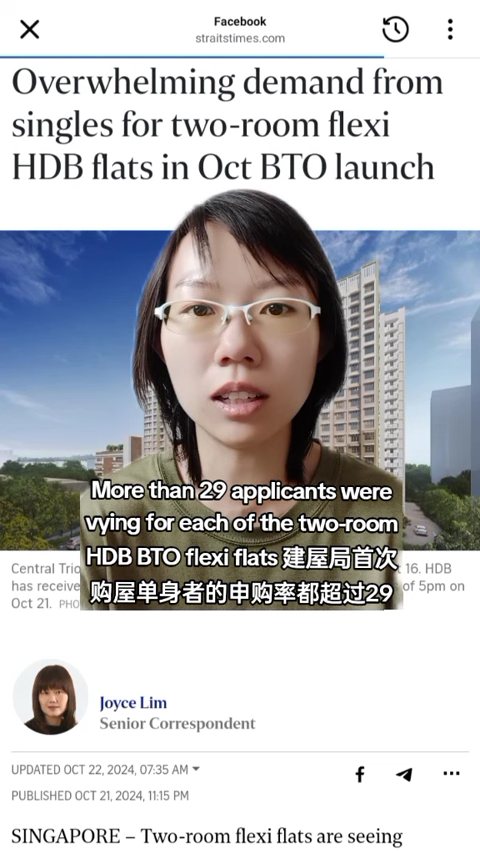 Facebook
straitstimes.com
Overwhelming demand from
singles for two-room flexi
HDB flats in Oct BTO launch
More than 29 applicants were
vying for each of the two-room
HDB BTO flexi flats 建屋局首次
购屋单身者的申购率都超过29
Central Trio
16. HDB
has receive
of 5pm on
Oct 21. PHO
Joyce Lim
Senior Correspondent
UPDATED OCT 22, 2024, 07:35 AM
PUBLISHED OCT 21, 2024, 11:15 PM
SINGAPORE – Two-room flexi flats are seeing